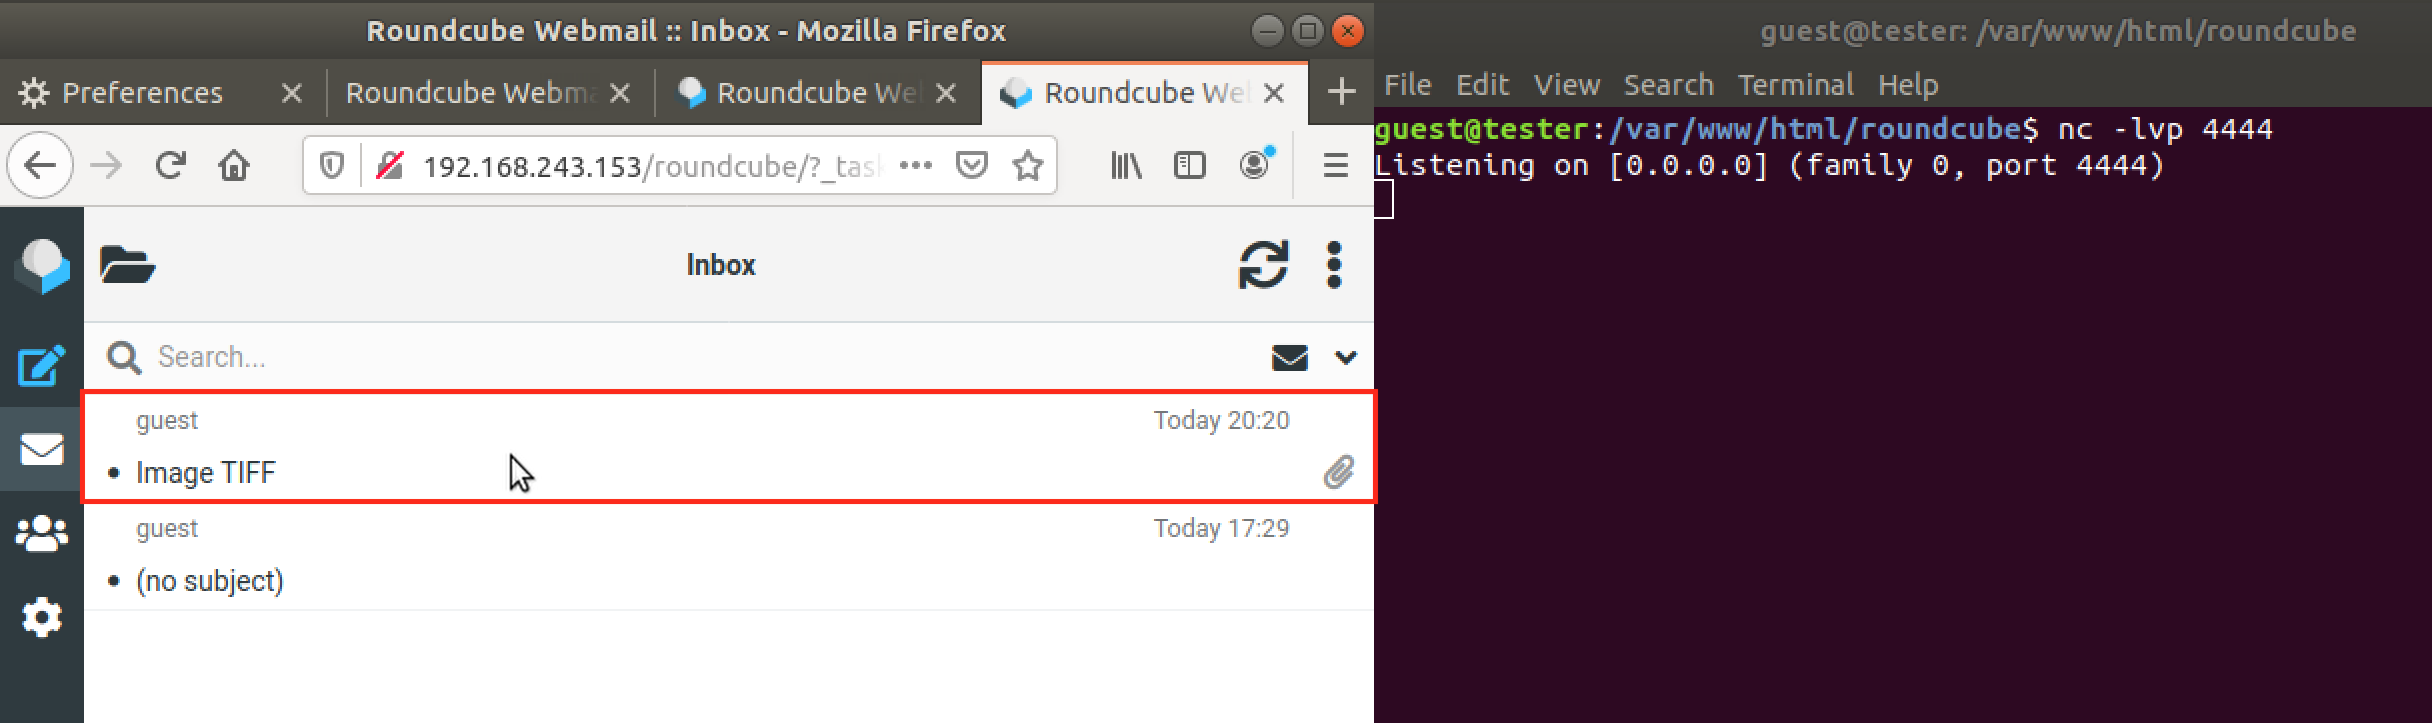 Roundcube Webmail :: Inbox - Mozilla Firefox
Preferences
Roundcube Webma
Roundcube We
Roundcube We
192.168.243.153/roundcube/?_task
Inbox
Search...
guest
Today 20:20
Image TIFF
guest
Today 17:29
(no subject)
guest@tester: /var/www/html/roundcube
File Edit View Search Terminal Help
guest@tester:/var/www/html/roundcube$ nc -lvp 4444
Listening on [0.0.0.0] (family 0, port 4444)